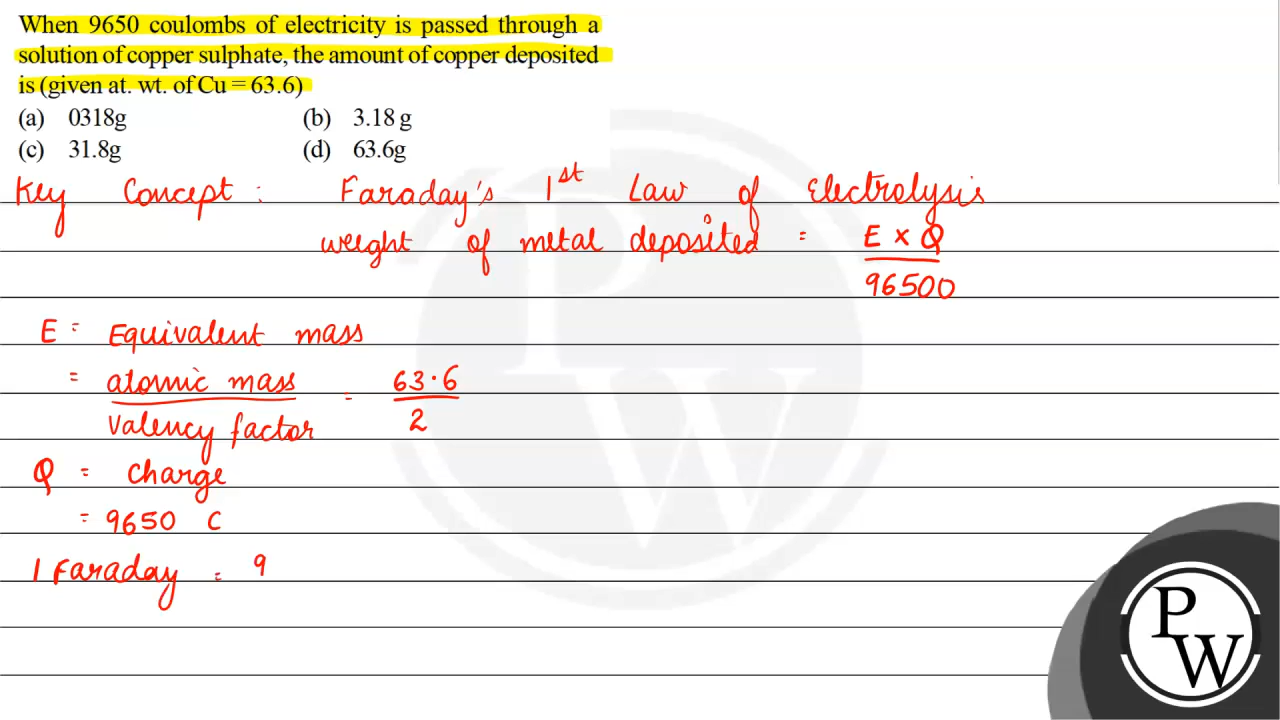 When 9650 coulombs of electricity is passed through a
solution of copper sulphate, the amount of copper deposited
is (given at. wt. of Cu = 63.6)
(a) 0318g (b) 3.18 g
(c) 31.8g (d) 63.6g
Key Concept : Faraday's 1st Law of Electrolysis
weight of metal deposited = E × Q
96500
E = Equivalent mass
= atomic mass = 63.6
valency factor 2
Q = charge
= 9650 C
1 Faraday = 9
P
W
P
W